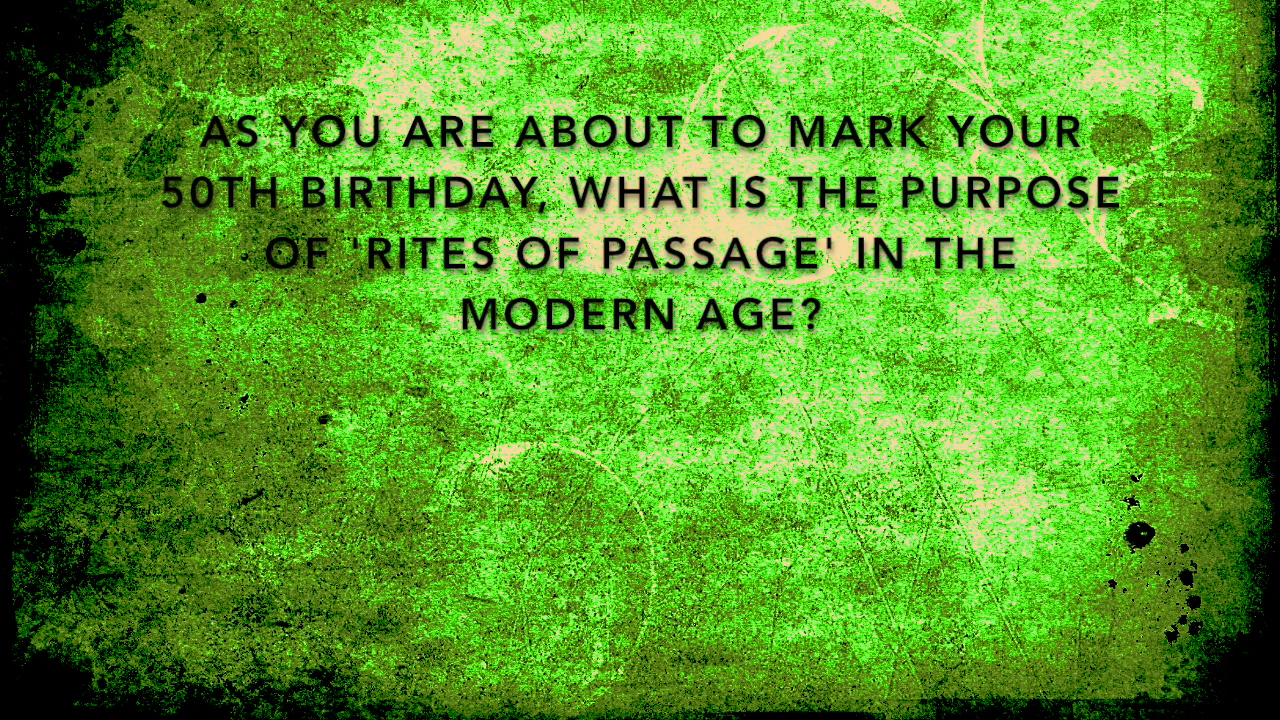 AS YOU ARE ABOUT TO MARK YOUR
50TH BIRTHDAY, WHAT IS THE PURPOSE
OF 'RITES OF PASSAGE' IN THE
MODERN AGE?